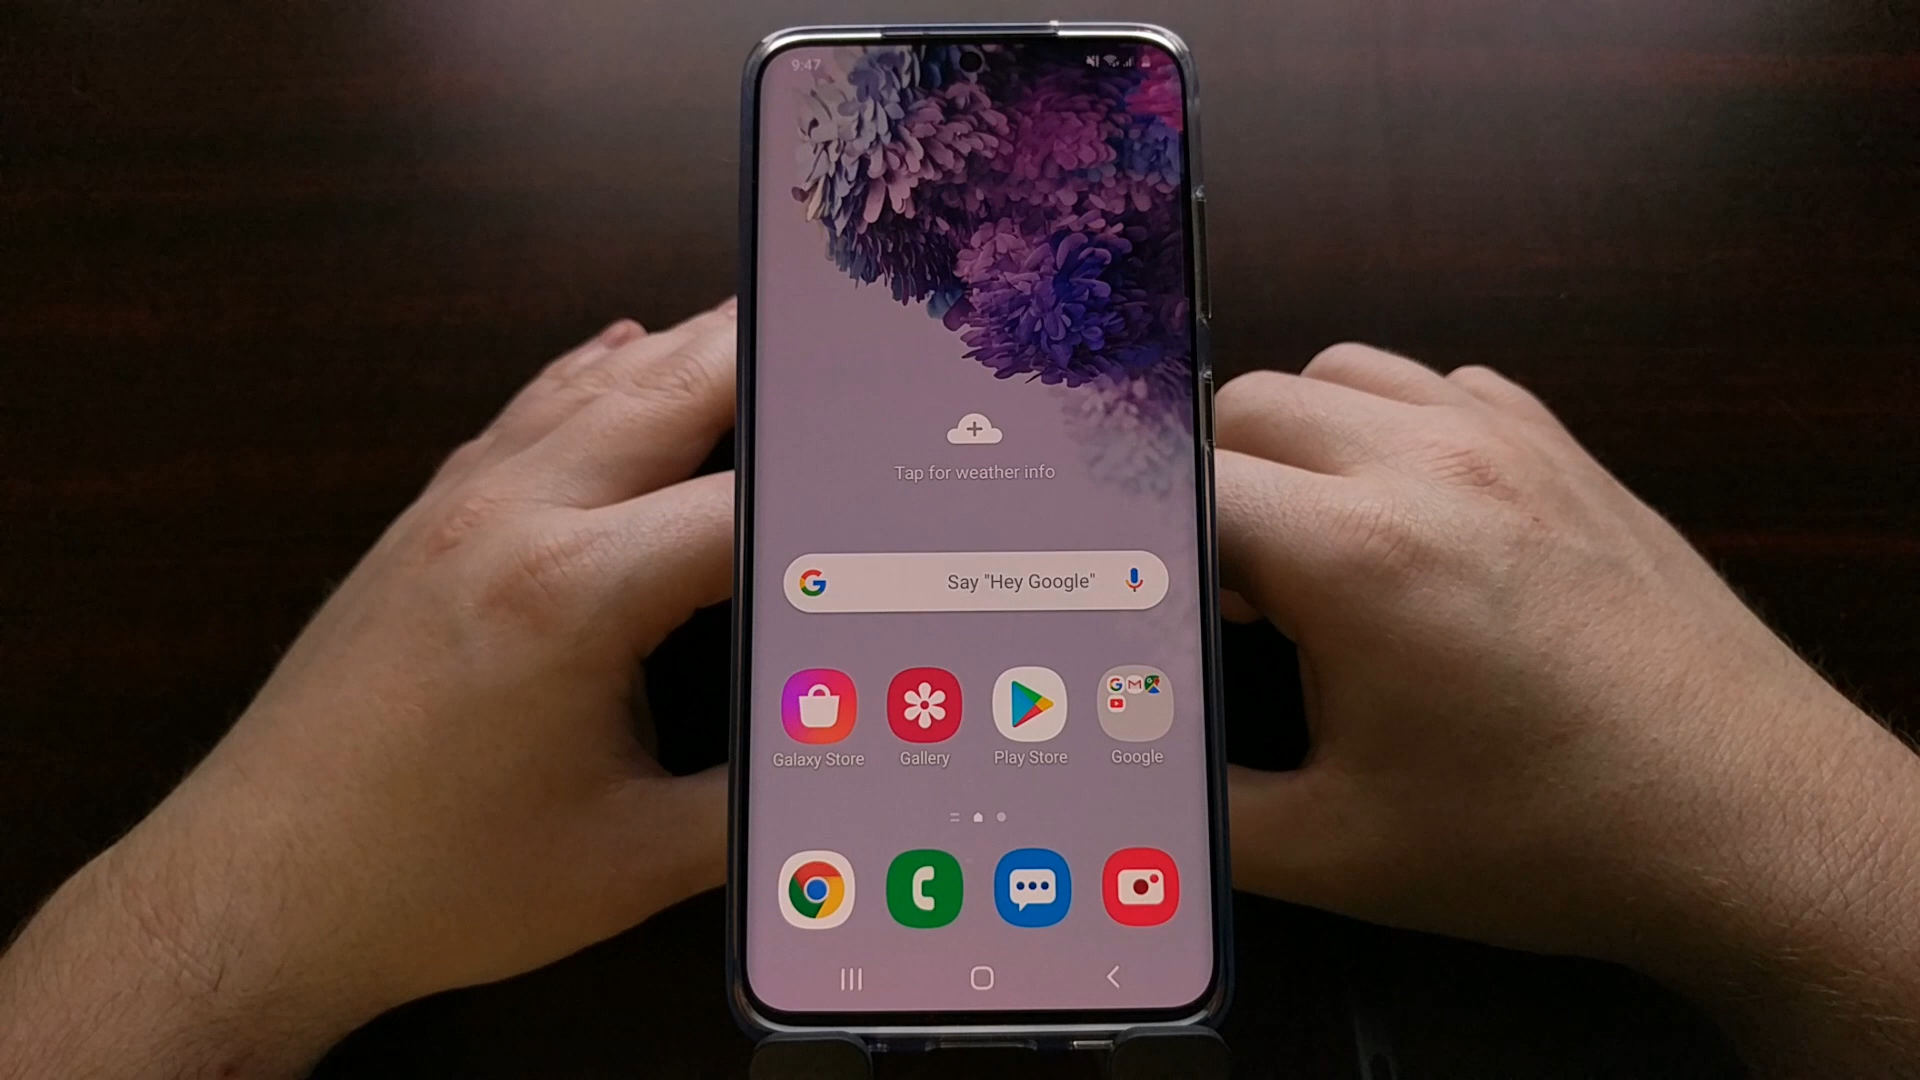 9:47
Tap for weather info
Say "Hey Google"
Galaxy Store
Gallery
Play Store
Google